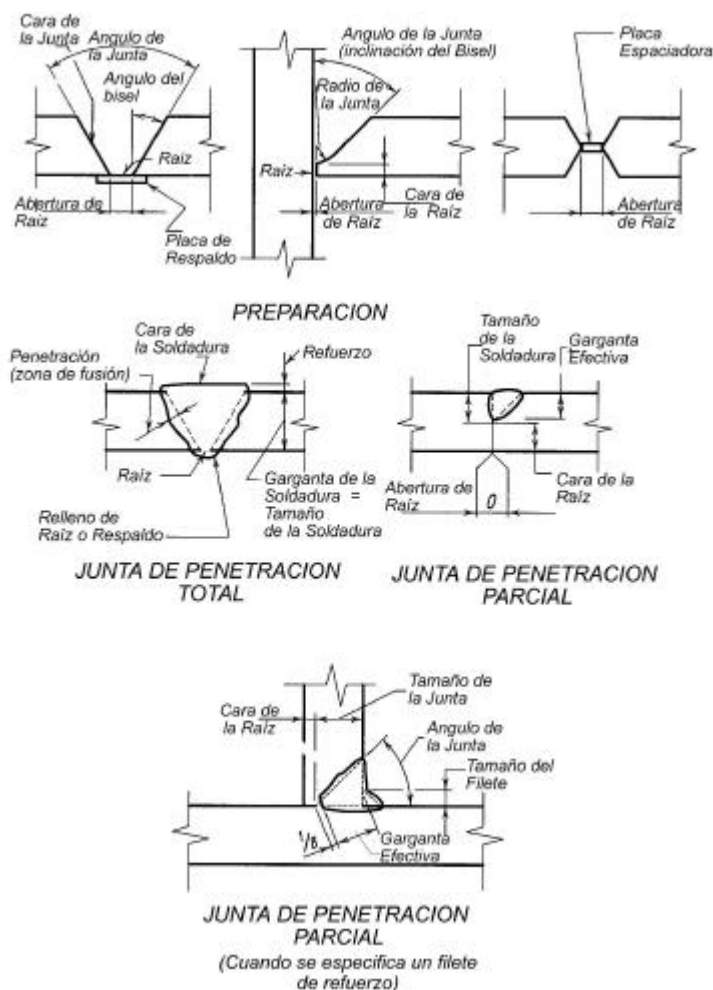 Cara de
la Junta
Angulo de
la Junta
Angulo del
bisel
Raíz
Abertura de
Raíz
Placa de
Respaldo
Angulo de la Junta
(inclinación del Bisel)
Radio de
la Junta
Raíz
Abertura
de Raíz
Cara de
la Raíz
Placa
Espaciadora
Abertura
de Raíz
PREPARACION
Cara de
la Soldadura
Refuerzo
Penetración
(zona de fusión)
Raíz
Relleno de
Raíz o Respaldo
Garganta de la
Soldadura =
Tamaño
de la Soldadura
JUNTA DE PENETRACION
TOTAL
Tamaño
de la
Soldadura
Garganta
Efectiva
Abertura de
Raíz
0
Cara de la
Raíz
JUNTA DE PENETRACION
PARCIAL
Cara de
la Raíz
Tamaño de
la Junta
Angulo de
la Junta
Tamaño del
Filete
1/8
Garganta
Efectiva
JUNTA DE PENETRACION
PARCIAL
(Cuando se especifica un filete
de refuerzo)